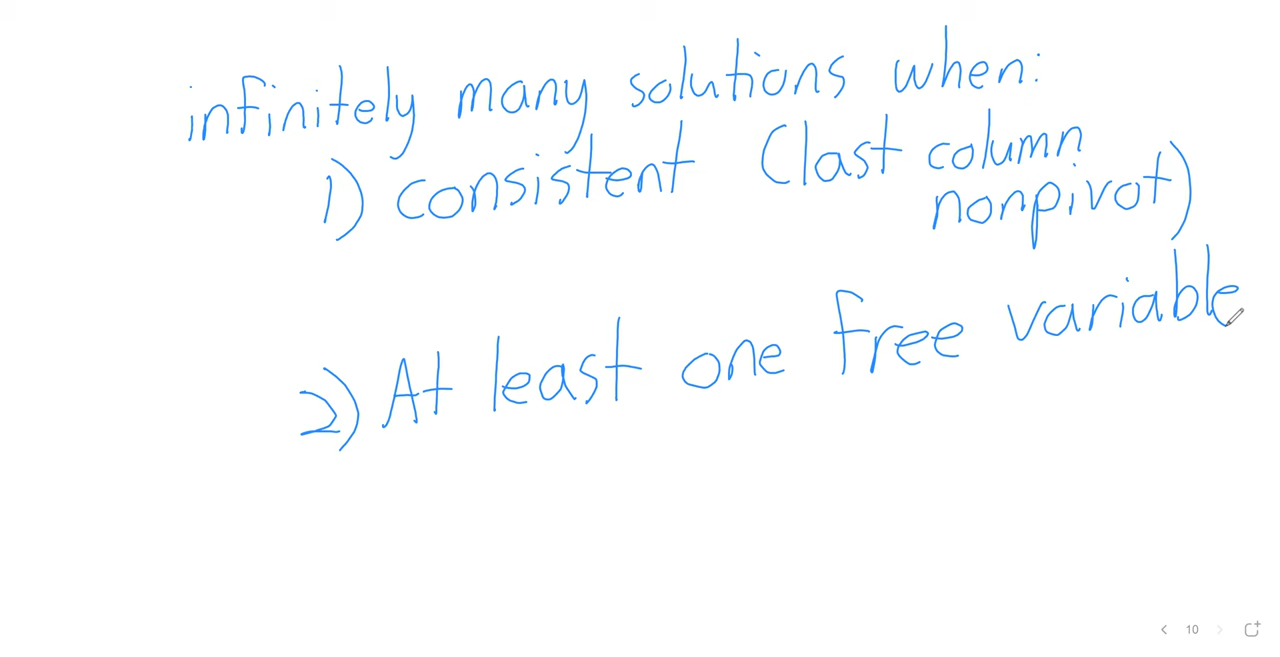 infinitely many solutions when:
1) consistent (last column
nonpivot)
2) At least one free variable
10